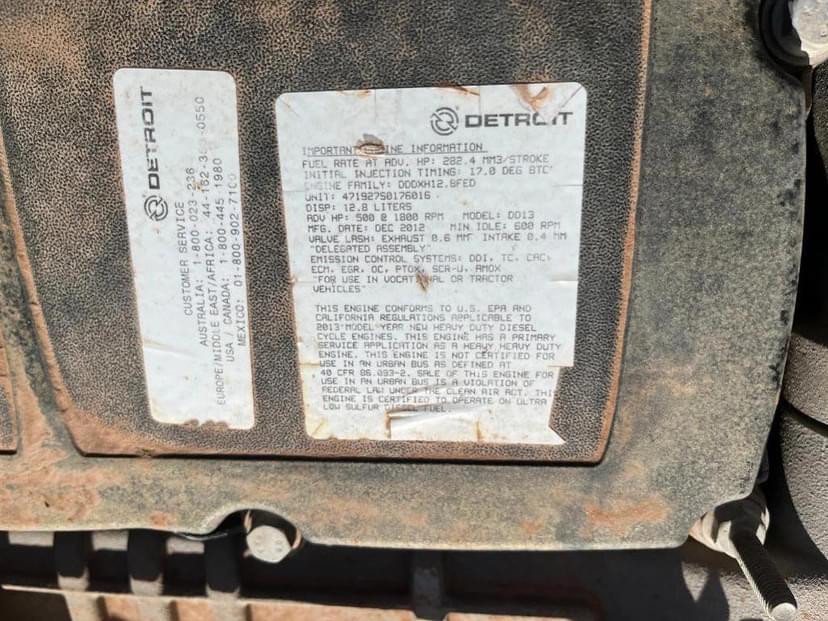 DETROIT
CUSTOMER SERVICE
AUSTRALIA: 1-800-023-236
EUROPE/MIDDLE EAST/AFRICA: 44-162-3 -0550
USA / CANADA: 1-800-445 1980
MEXICO: 01-800-902-7100
DETROIT
IMPORTANT INE INFORMATION
FUEL RATE AT ADV. HP: 282.4 MM3/STROKE
INITIAL INJECTION TIMING: 17.0 DEG BTC
ENGINE FAMILY: DDDXH12.8FED
UNIT: 471927S0176016
DISP: 12.8 LITERS
ADV HP: 500 @ 1800 RPM MODEL: DD13
MFG. DATE: DEC 2012 MIN IDLE: 600 RPM
VALVE LASH: EXHAUST 0.6 MM INTAKE 0.4 MM
"DELEGATED ASSEMBLY"
EMISSION CONTROL SYSTEMS: DDI, TC, CAC,
ECM, EGR, OC, PTOX, SCR-U, AMOX
"FOR USE IN VOCATIONAL OR TRACTOR
VEHICLES"
THIS ENGINE CONFORMS TO U.S. EPA AND
CALIFORNIA REGULATIONS APPLICABLE TO
2013 MODEL YEAR NEW HEAVY DUTY DIESEL
CYCLE ENGINES. THIS ENGINE HAS A PRIMARY
SERVICE APPLICATION AS A HEAVY HEAVY DUTY
ENGINE. THIS ENGINE IS NOT CERTIFIED FOR
USE IN AN URBAN BUS AS DEFINED AT
40 CFR 86.093-2. SALE OF THIS ENGINE FOR
USE IN AN URBAN BUS IS A VIOLATION OF
FEDERAL LAW UNDER THE CLEAN AIR ACT. THIS
ENGINE IS CERTIFIED TO OPERATE ON ULTRA
LOW SULFUR DIESEL FUEL.